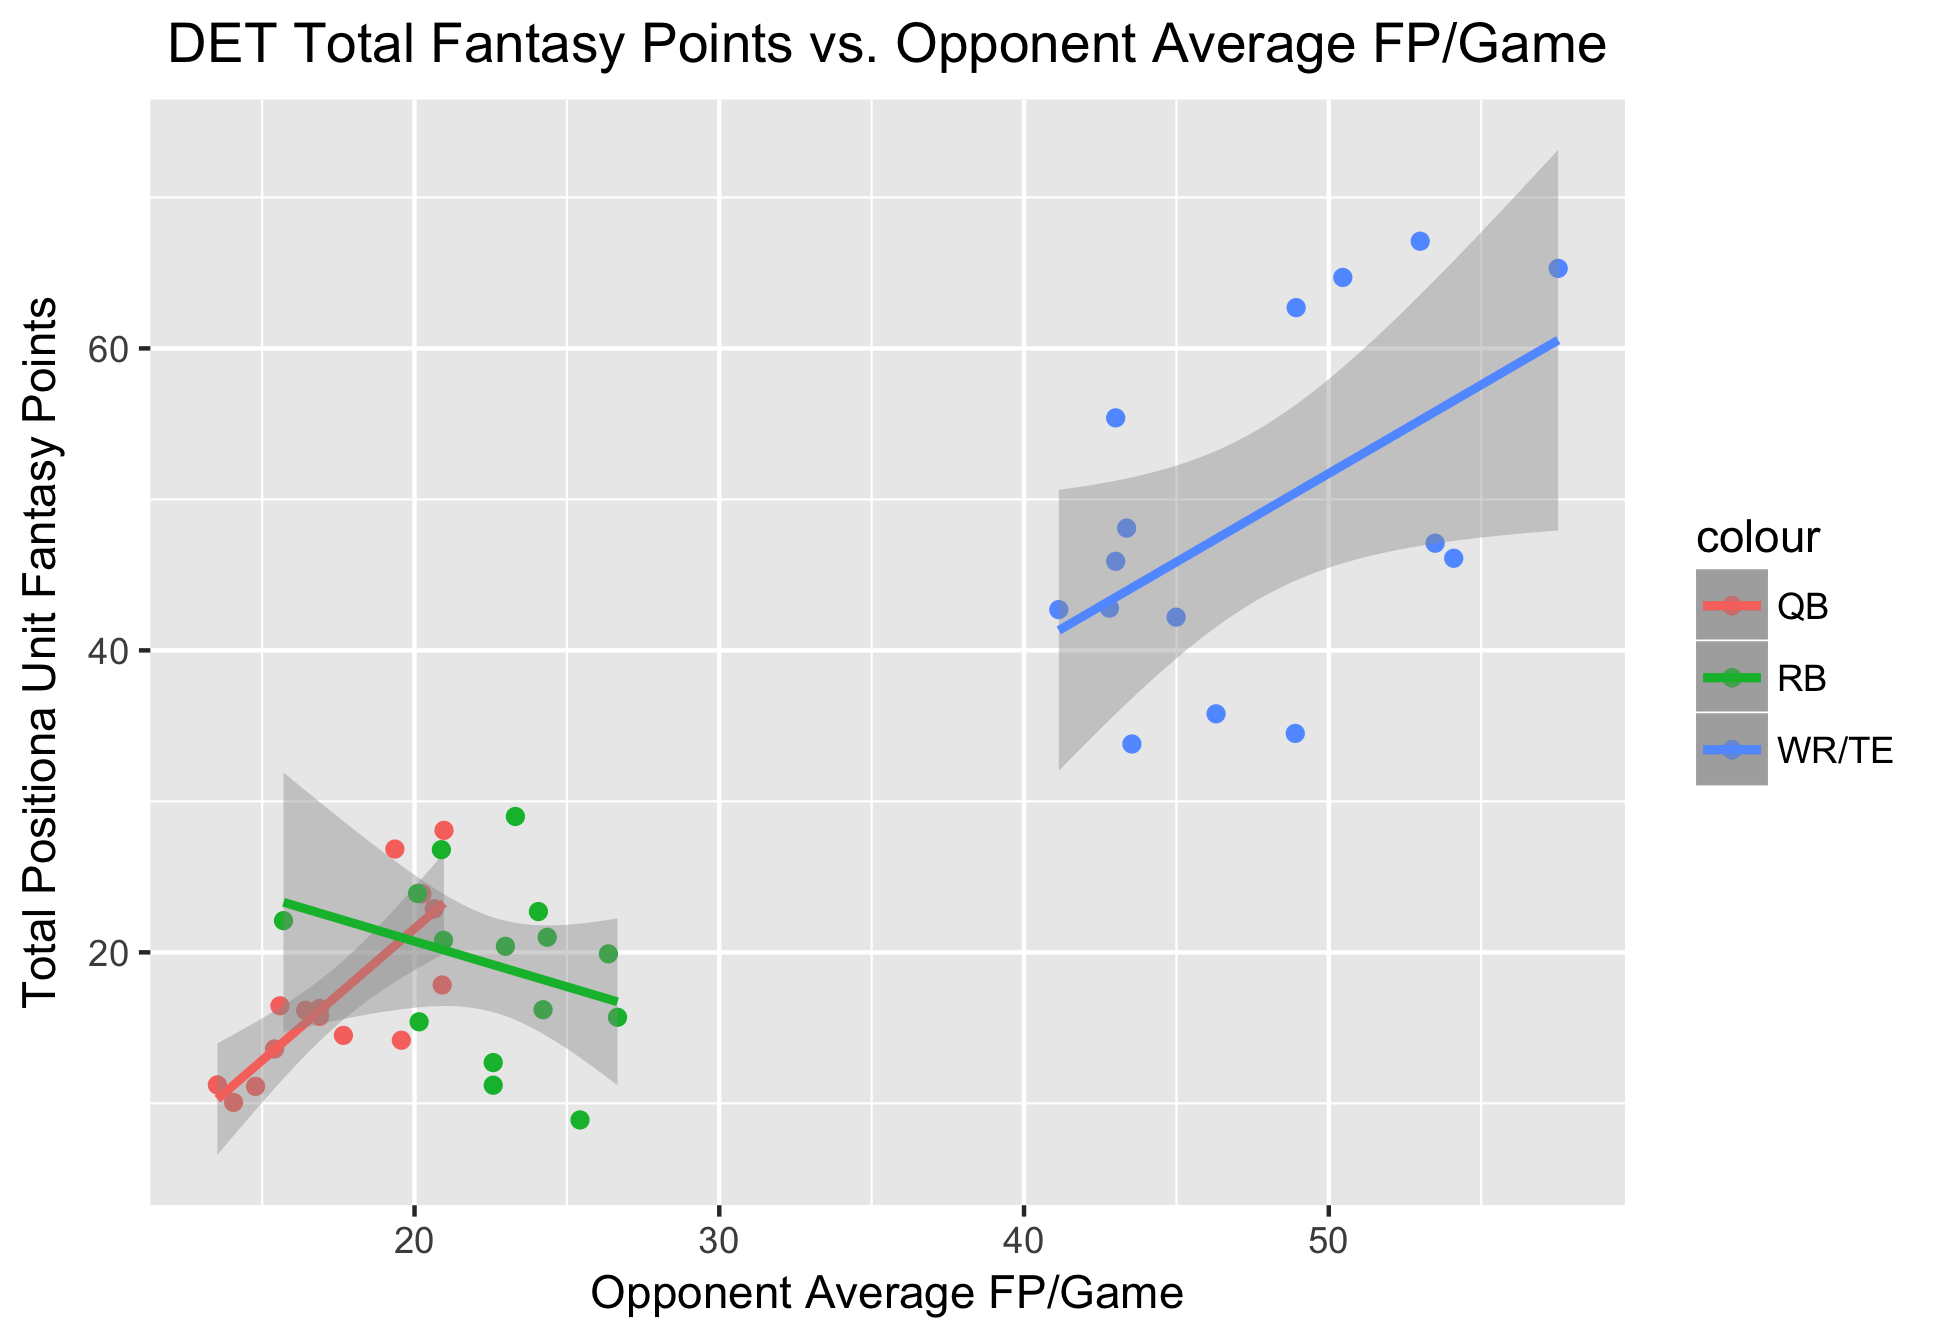 DET Total Fantasy Points vs. Opponent Average FP/Game
Total Positiona Unit Fantasy Points
60
40
20
20
30
40
50
Opponent Average FP/Game
colour
QB
RB
WR/TE